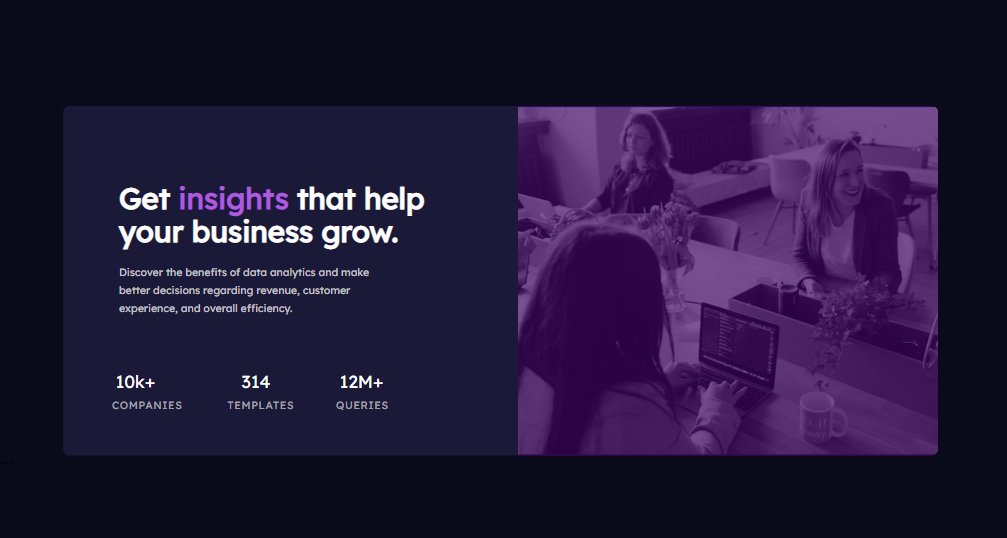 Get insights that help
your business grow.
Discover the benefits of data analytics and make
better decisions regarding revenue, customer
experience, and overall efficiency.
10k+ 314 12M+
COMPANIES TEMPLATES QUERIES